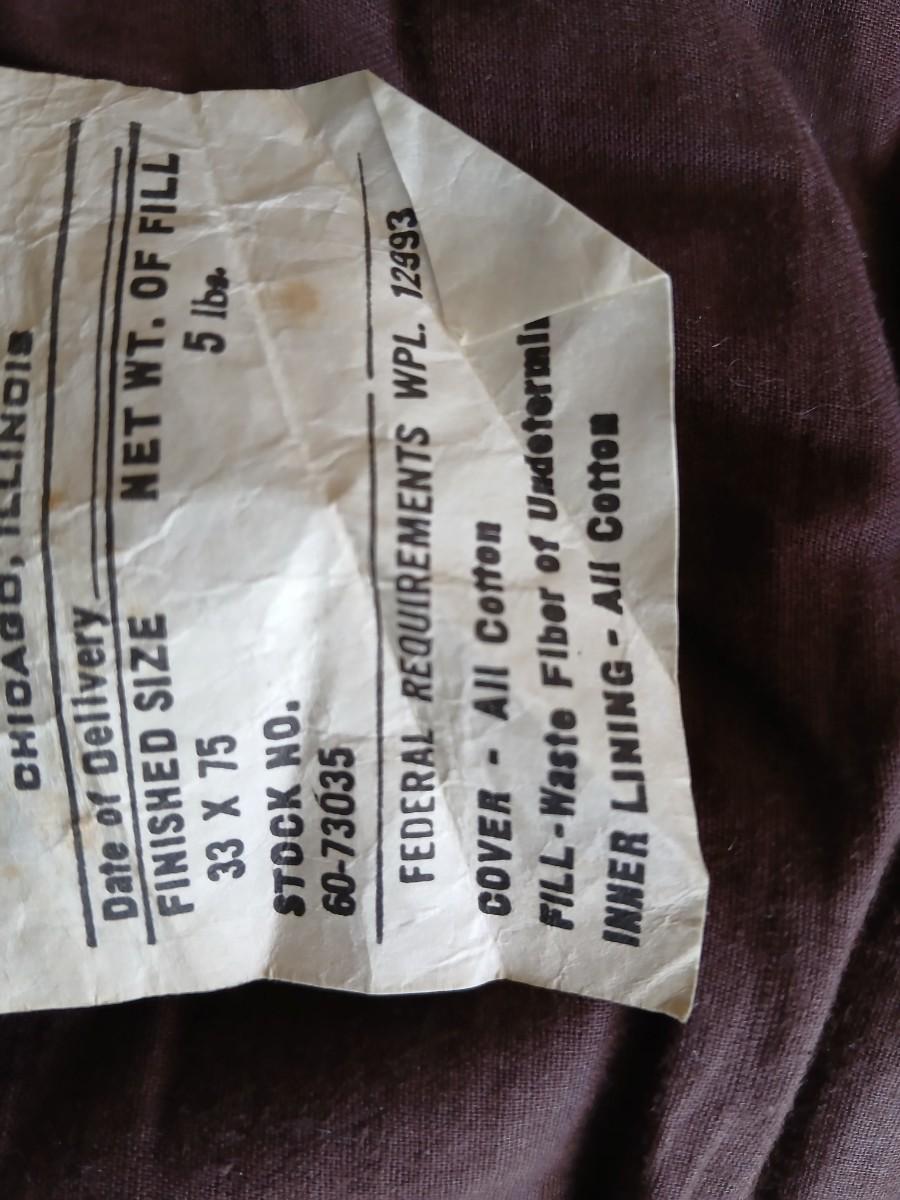 CHICAGO, ILLINOIS
Date of Delivery
FINISHED SIZE NET WT. OF FILL
33 X 75 5 lbs.
STOCK NO.
60-73035
FEDERAL REQUIREMENTS WPL. 12993
COVER - All Cotton
FILL-Waste Fiber of
INNER LINING - All Cotton